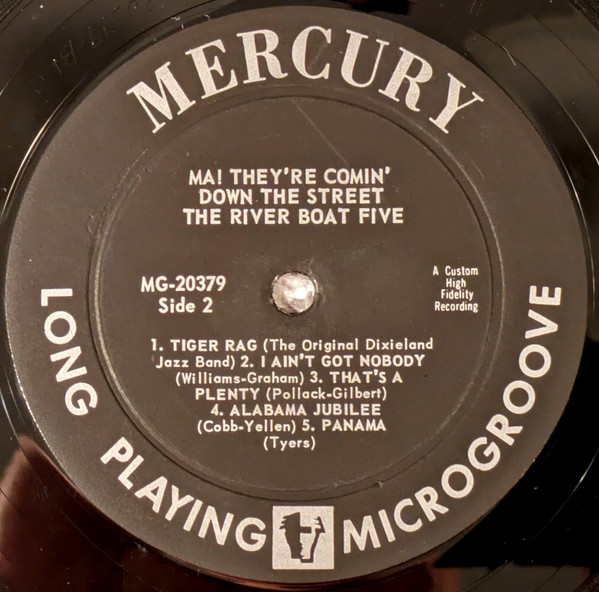 MERCURY
MA! THEY'RE COMIN'
DOWN THE STREET
THE RIVER BOAT FIVE
MG-20379
Side 2
A Custom
High
Fidelity
Recording
1. TIGER RAG (The Original Dixieland
Jazz Band) 2. I AIN'T GOT NOBODY
(Williams-Graham) 3. THAT'S A
PLENTY (Pollack-Gilbert)
4. ALABAMA JUBILEE
(Cobb-Yellen) 5. PANAMA
(Tyers)
LONG PLAYING MICROGROOVE